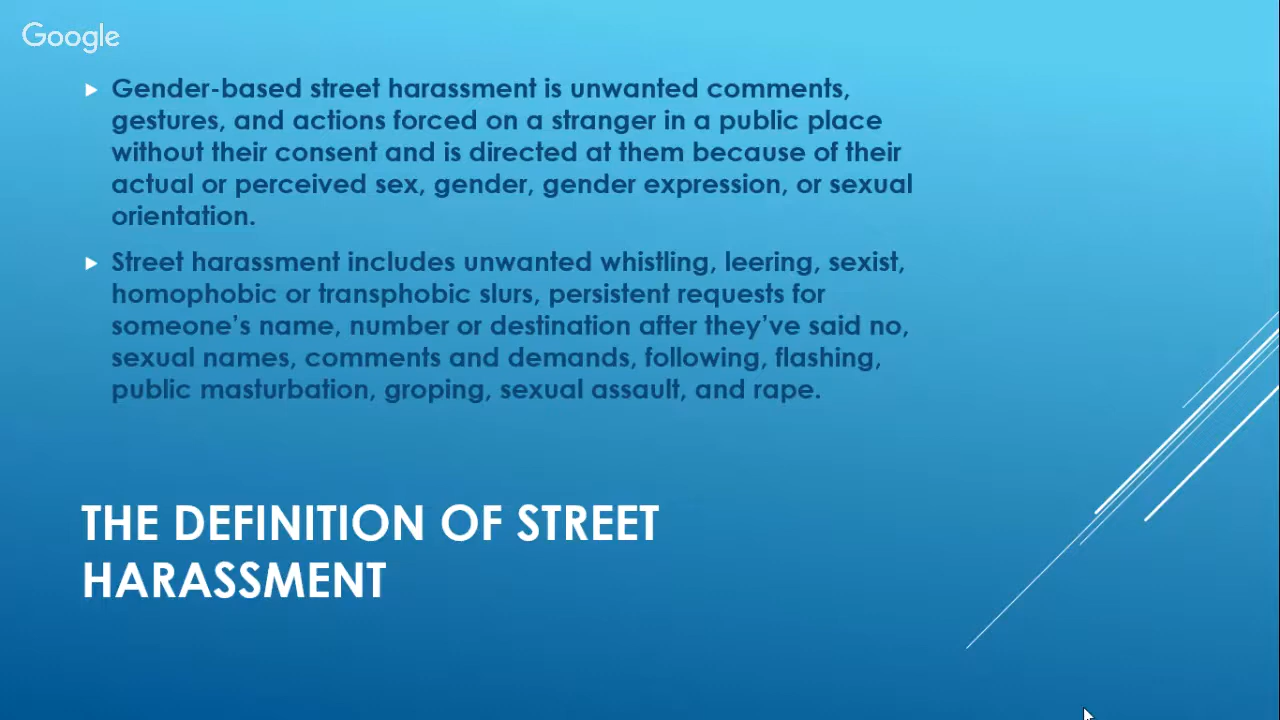 Google
Gender-based street harassment is unwanted comments,
gestures, and actions forced on a stranger in a public place
without their consent and is directed at them because of their
actual or perceived sex, gender, gender expression, or sexual
orientation.
Street harassment includes unwanted whistling, leering, sexist,
homophobic or transphobic slurs, persistent requests for
someone’s name, number or destination after they’ve said no,
sexual names, comments and demands, following, flashing,
public masturbation, groping, sexual assault, and rape.
THE DEFINITION OF STREET
HARASSMENT